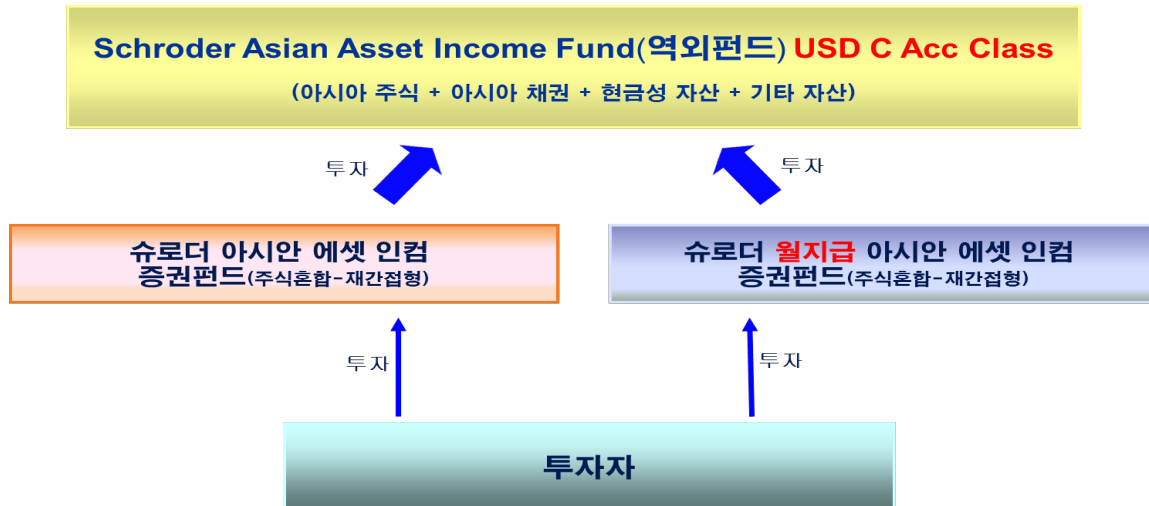 Schroder Asian Asset Income Fund(역외펀드) USD C Acc Class
(아시아 주식 + 아시아 채권 + 현금성 자산 + 기타 자산)
투자
투자
슈로더 아시안 에셋 인컴
증권펀드(주식혼합-재간접형)
슈로더 월지급 아시안 에셋 인컴
증권펀드(주식혼합-재간접형)
투자
투자
투자자